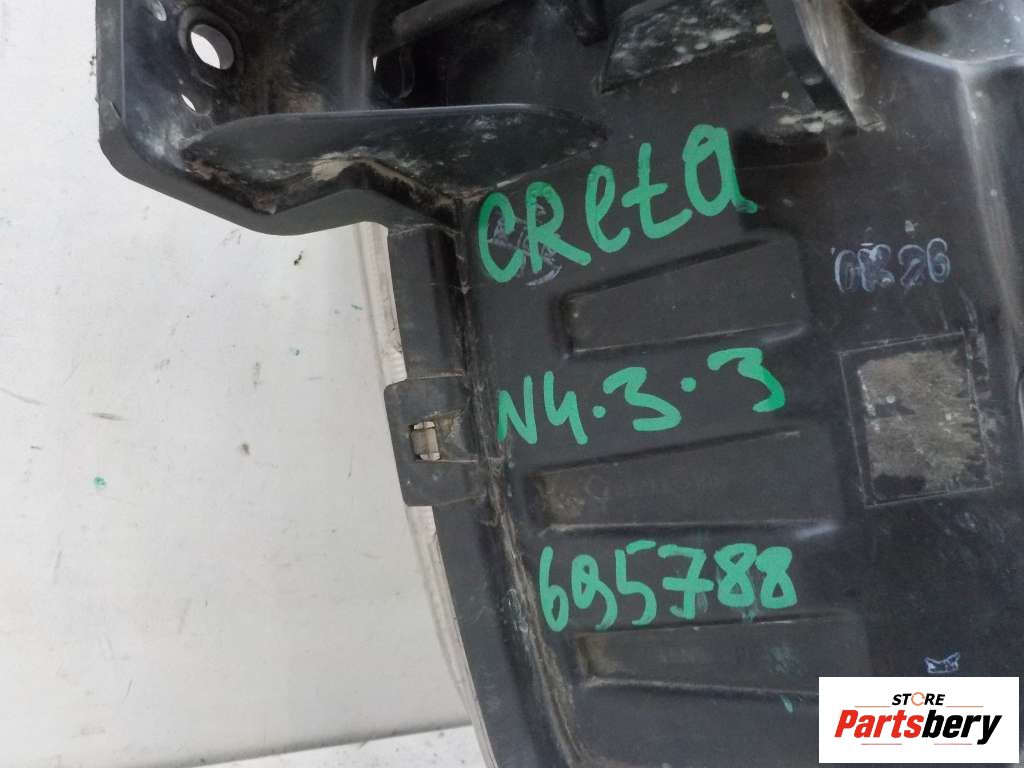 CReta
N4.3.3
695788
STORE
Partsbery